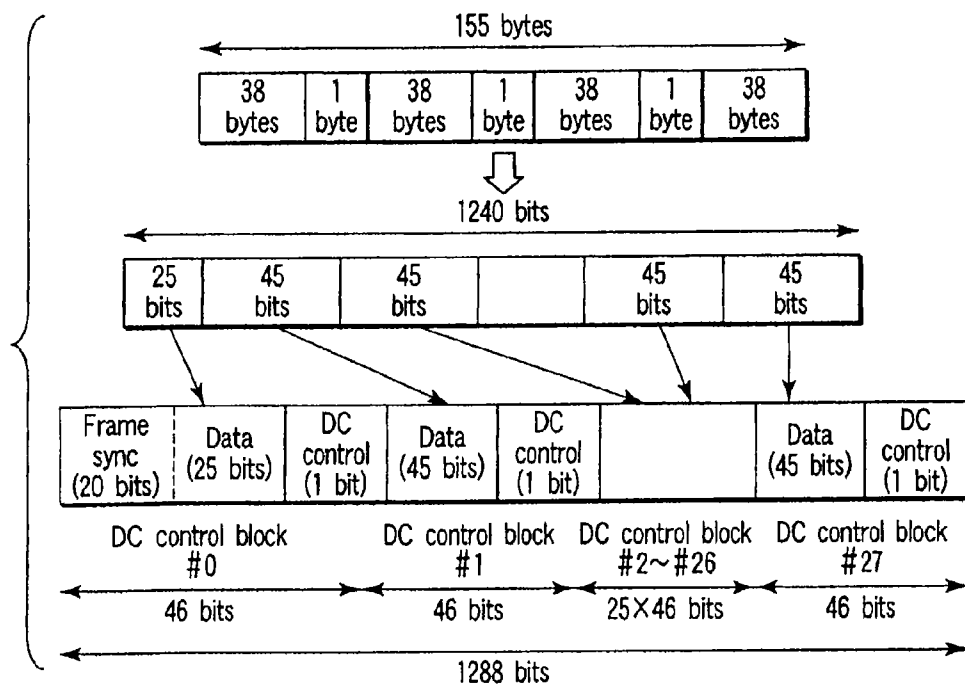 155 bytes
38 bytes
1 byte
38 bytes
1 byte
38 bytes
1 byte
38 bytes
1240 bits
25 bits
45 bits
45 bits
45 bits
45 bits
Frame sync (20 bits)
Data (25 bits)
DC control (1 bit)
Data (45 bits)
DC control (1 bit)
Data (45 bits)
DC control (1 bit)
DC control block #0
DC control block #1
DC control block #2~#26
DC control block #27
46 bits
46 bits
25×46 bits
46 bits
1288 bits